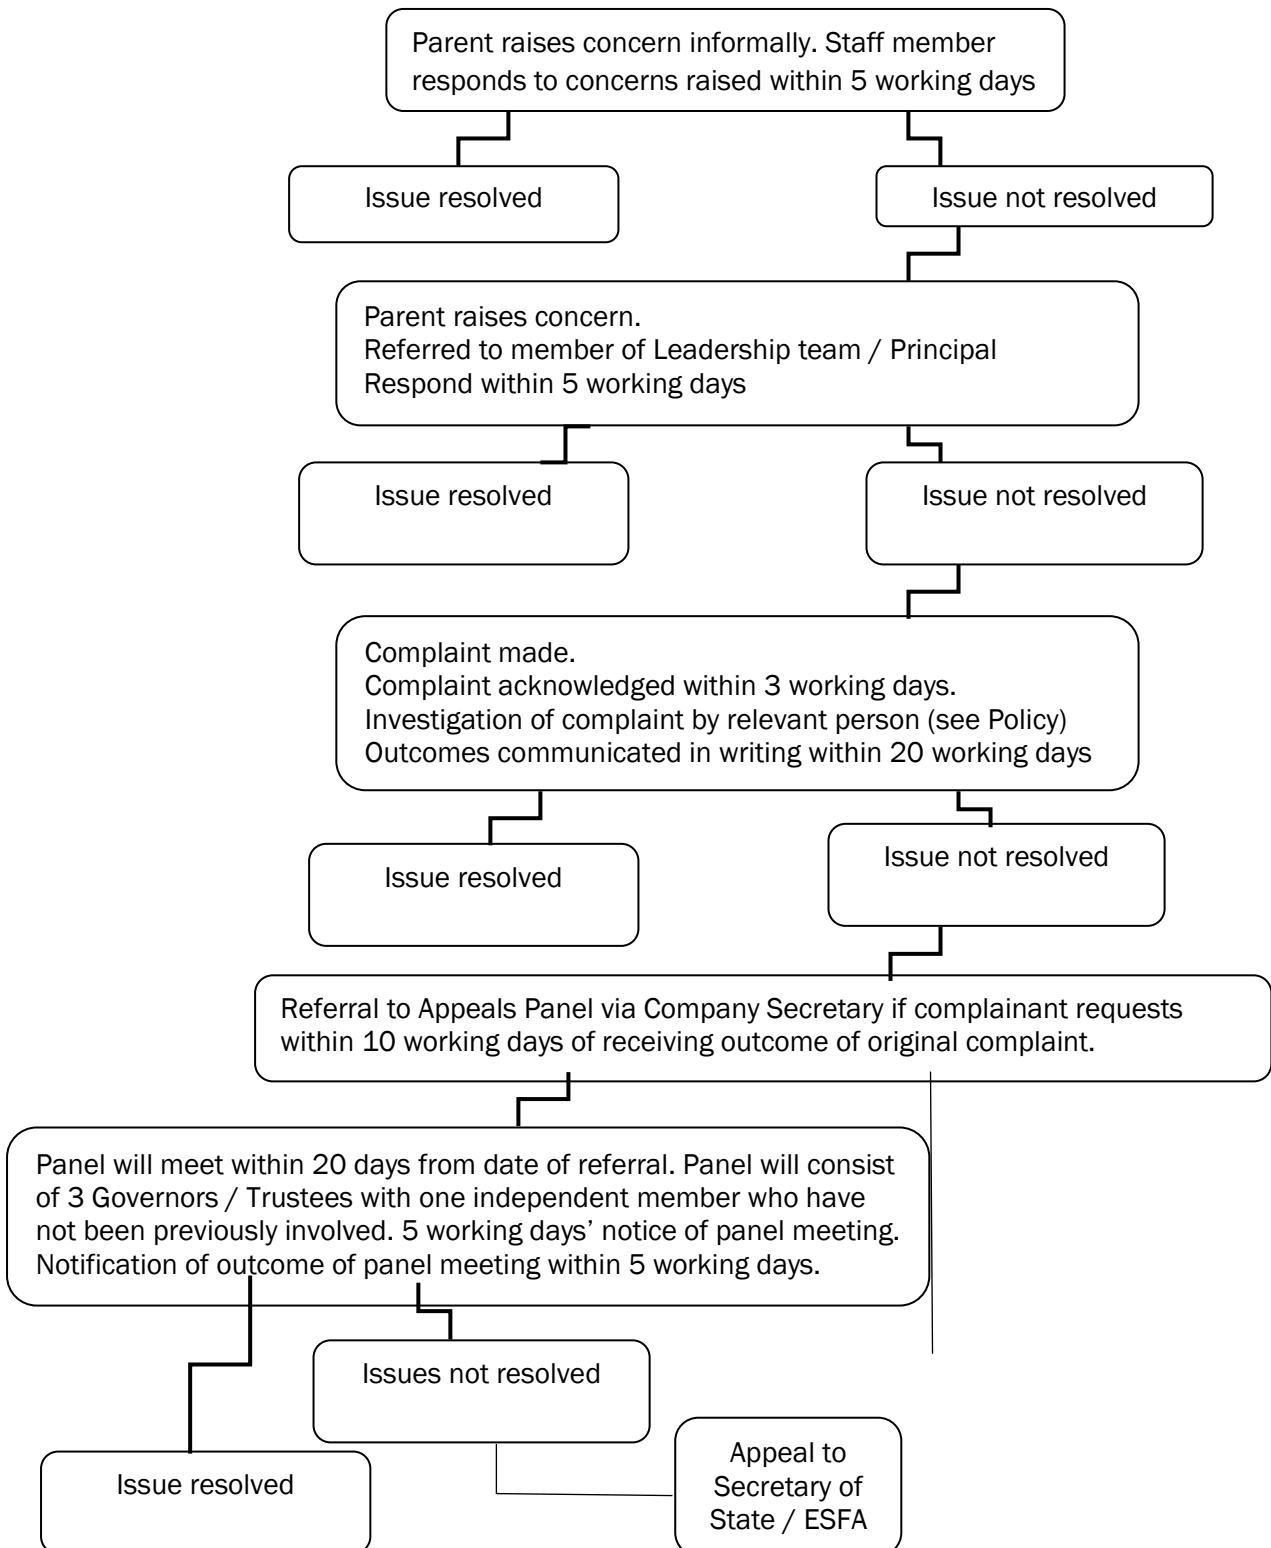 Parent raises concern informally. Staff member
responds to concerns raised within 5 working days
Issue resolved
Issue not resolved
Parent raises concern.
Referred to member of Leadership team / Principal
Respond within 5 working days
Issue resolved
Issue not resolved
Complaint made.
Complaint acknowledged within 3 working days.
Investigation of complaint by relevant person (see Policy)
Outcomes communicated in writing within 20 working days
Issue resolved
Issue not resolved
Referral to Appeals Panel via Company Secretary if complainant requests
within 10 working days of receiving outcome of original complaint.
Panel will meet within 20 days from date of referral. Panel will consist
of 3 Governors / Trustees with one independent member who have
not been previously involved. 5 working days’ notice of panel meeting.
Notification of outcome of panel meeting within 5 working days.
Issues not resolved
Issue resolved
Appeal to
Secretary of
State / ESFA